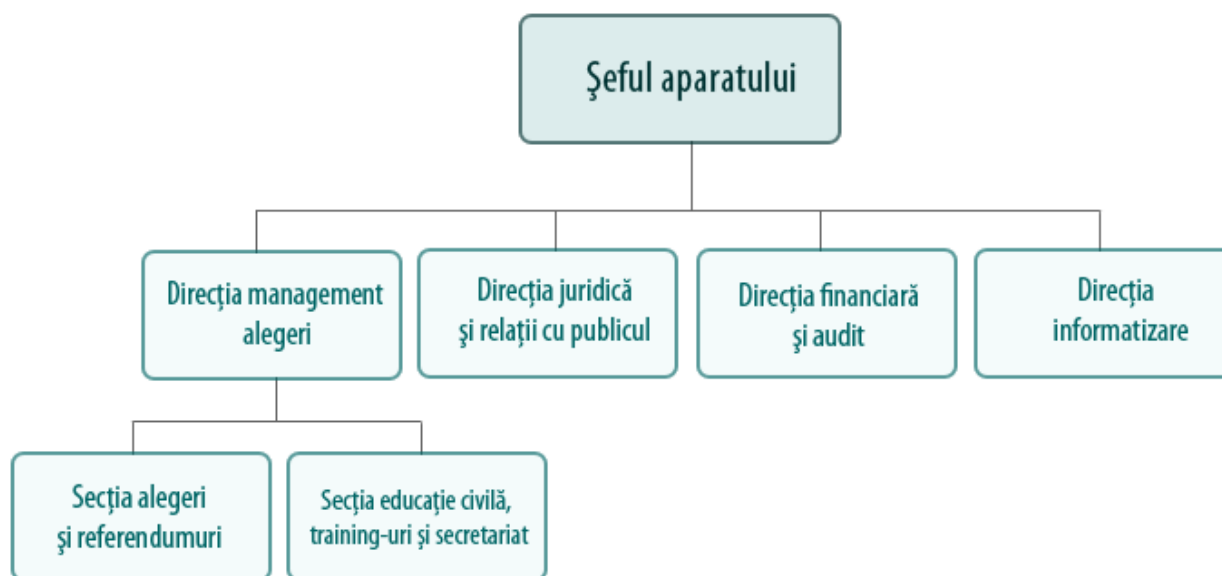 Şeful aparatului
Direcţia management
alegeri
Direcţia juridică
şi relaţii cu publicul
Direcţia financiară
şi audit
Direcţia
informatizare
Secţia alegeri
şi referendumuri
Secţia educaţie civilă,
training-uri şi secretariat